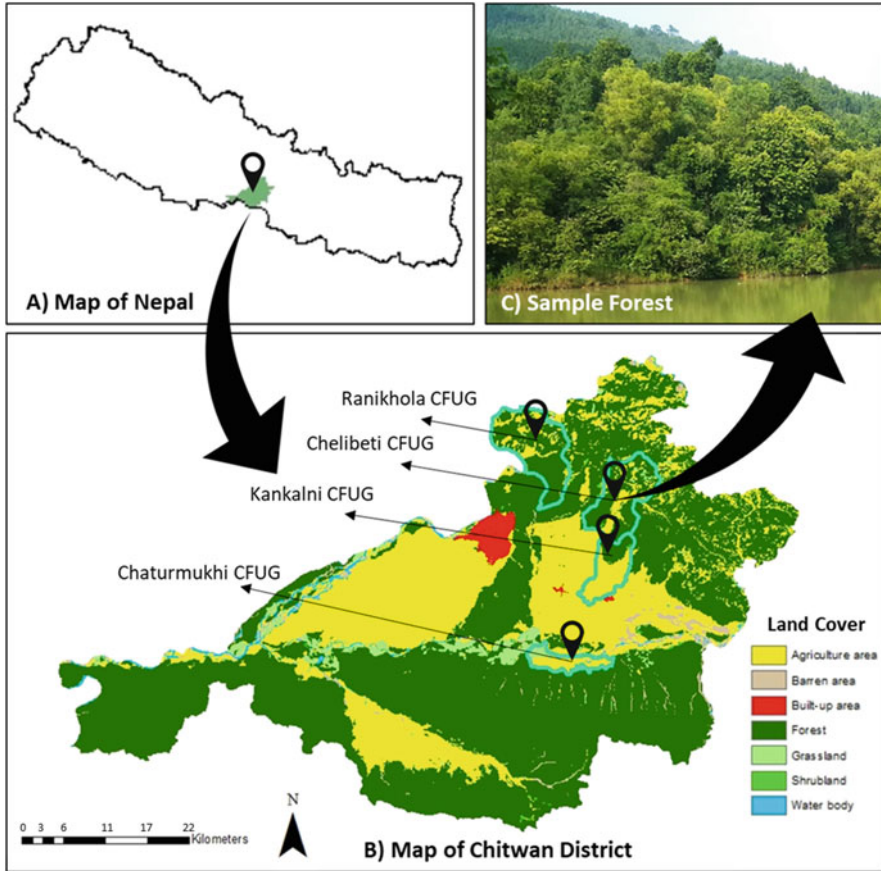 A) Map of Nepal
C) Sample Forest
Ranikhola CFUG
Chelibeti CFUG
Kankalni CFUG
Chaturmukhi CFUG
Land Cover
Agriculture area
Barren area
Built-up area
Forest
Grassland
Shrubland
Water body
N
0 3 6 11 17 22
Kilometers
B) Map of Chitwan District